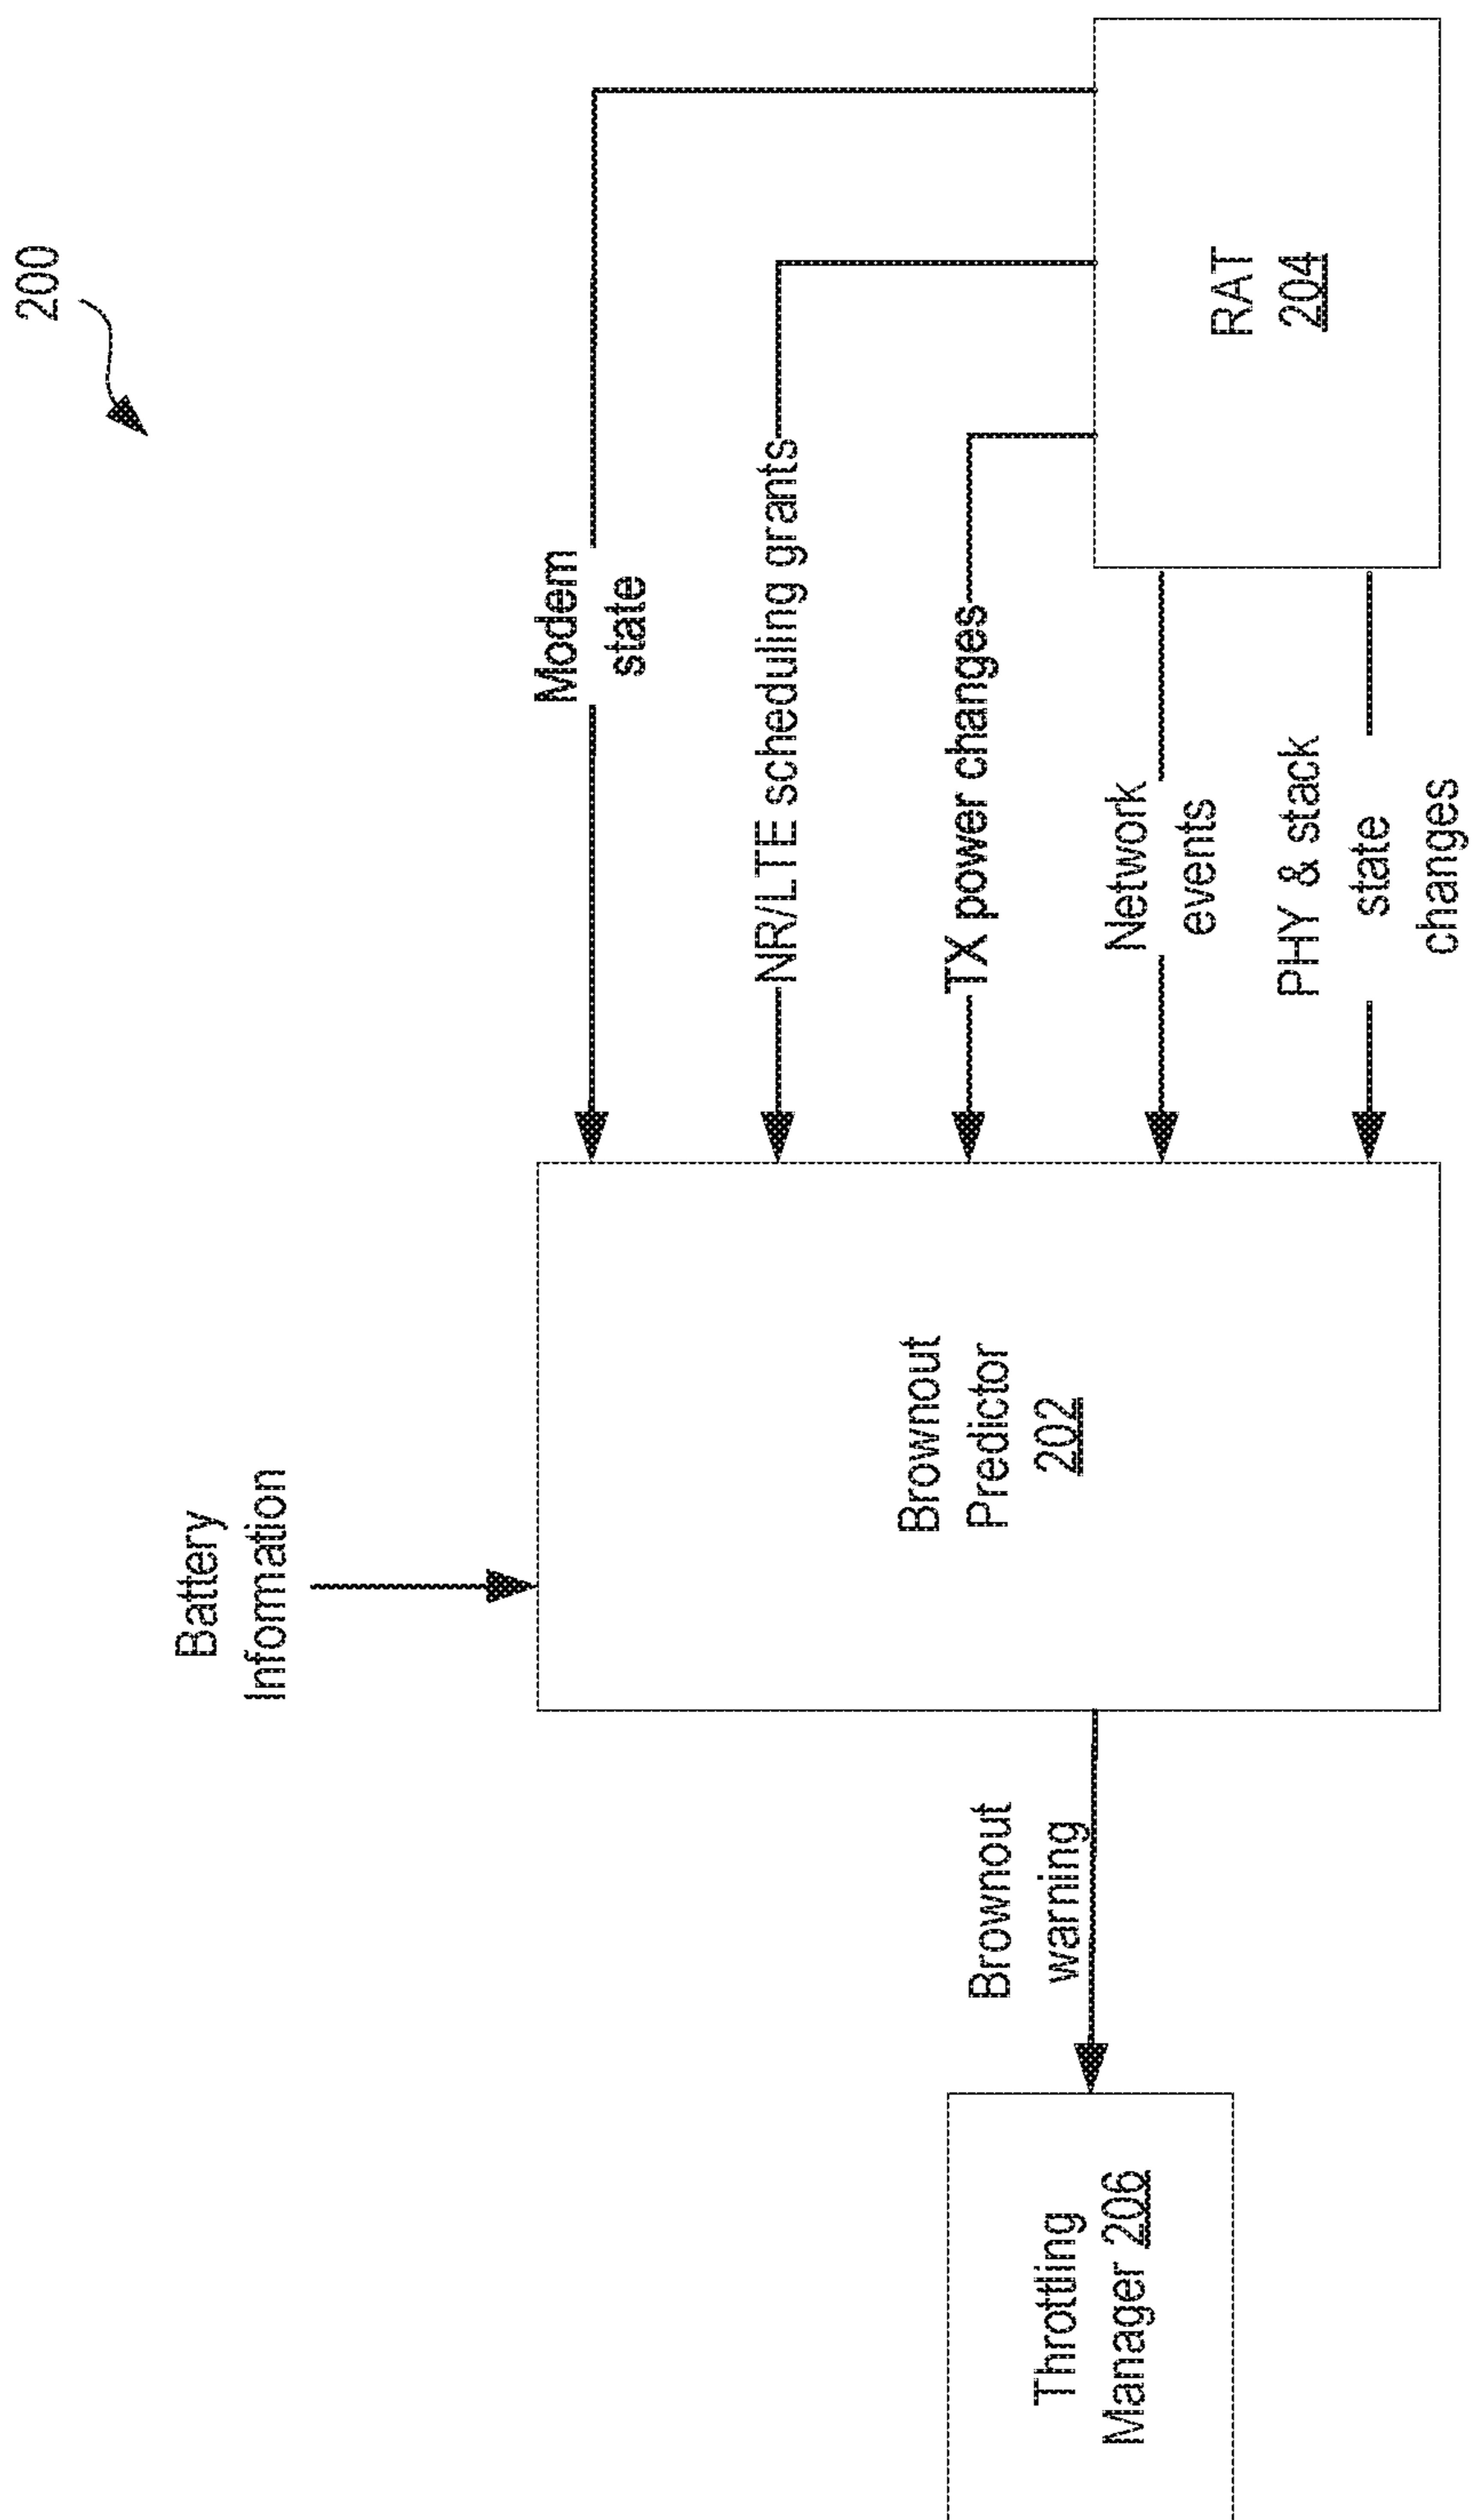 200
Battery
Information
Modem
state
NR/LTE scheduling grants
TX power changes
Network
events
PHY & stack
state
changes
RAT
204
Brownout
Predictor
202
Brownout
warning
Throttling
Manager 206